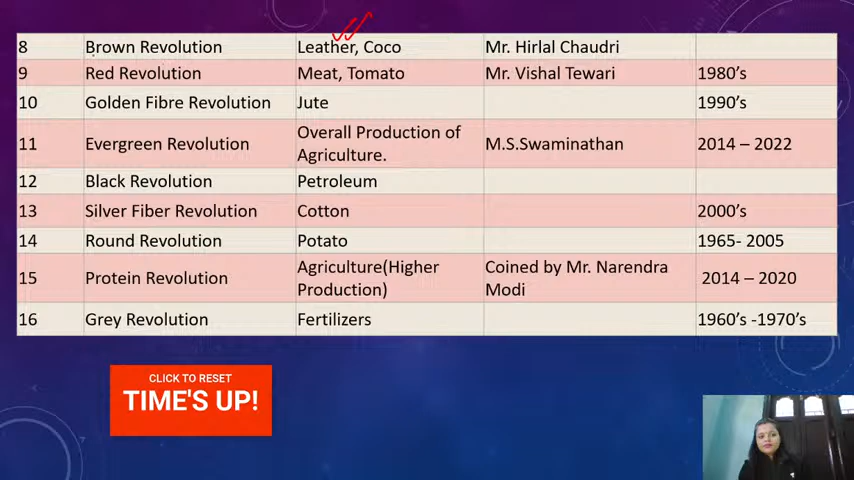 8 Brown Revolution Leather, Coco Mr. Hirlal Chaudri
9 Red Revolution Meat, Tomato Mr. Vishal Tewari 1980’s
10 Golden Fibre Revolution Jute 1990’s
11 Evergreen Revolution Overall Production of Agriculture. M.S.Swaminathan 2014 – 2022
12 Black Revolution Petroleum
13 Silver Fiber Revolution Cotton 2000’s
14 Round Revolution Potato 1965- 2005
15 Protein Revolution Agriculture(Higher Production) Coined by Mr. Narendra Modi 2014 – 2020
16 Grey Revolution Fertilizers 1960’s -1970’s
CLICK TO RESET
TIME'S UP!